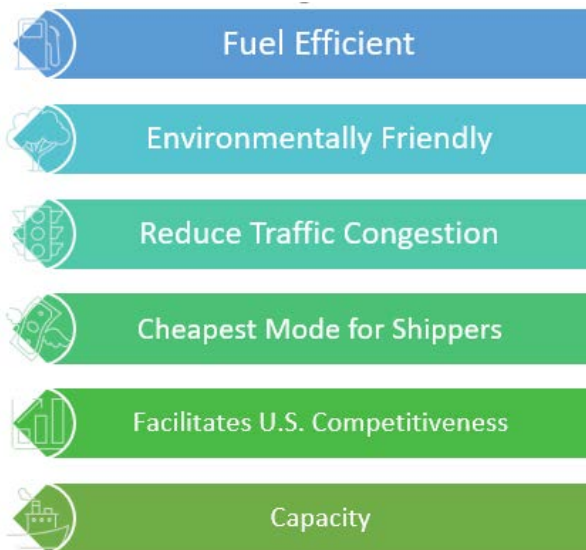 Fuel Efficient
Environmentally Friendly
Reduce Traffic Congestion
Cheapest Mode for Shippers
Facilitates U.S. Competitiveness
Capacity